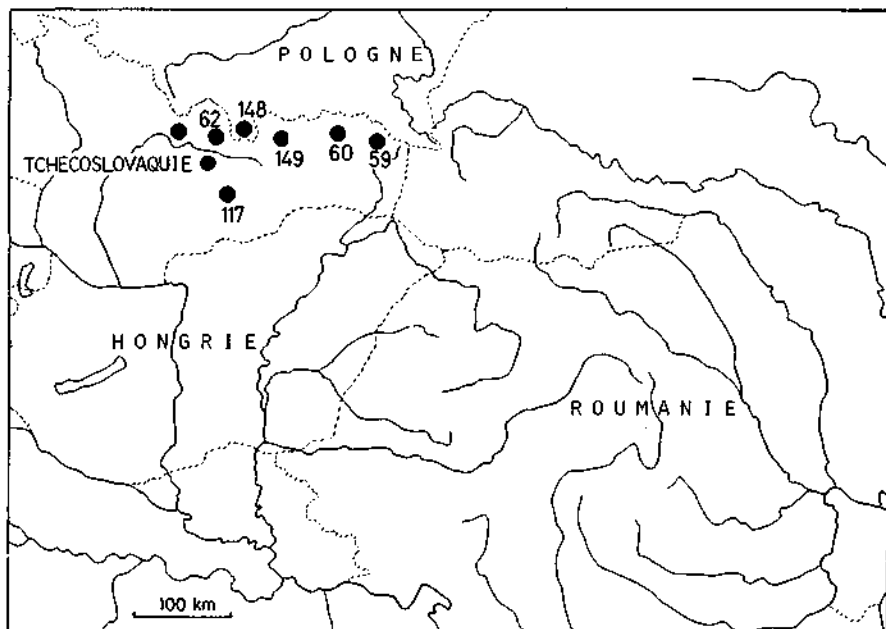 POLOGNE
148
62
149
60
59
TCHECOSLOVAQUIE
117
HONGRIE
ROUMANIE
100 km